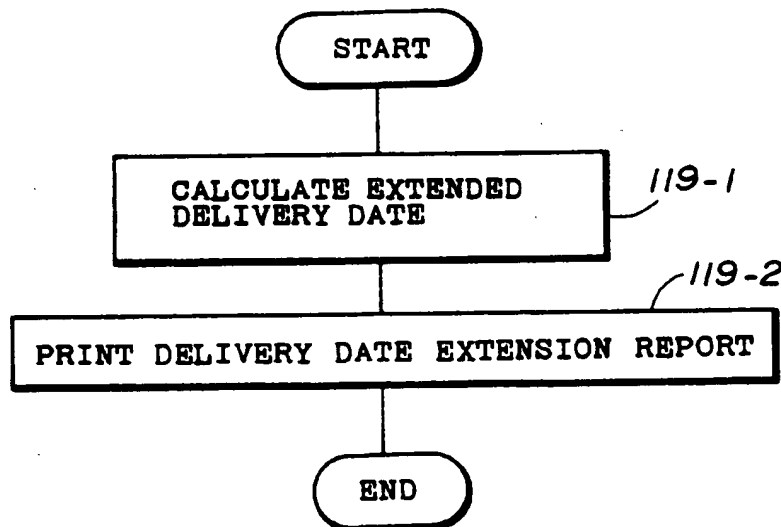 START
CALCULATE EXTENDED
DELIVERY DATE
119-1
119-2
PRINT DELIVERY DATE EXTENSION REPORT
END